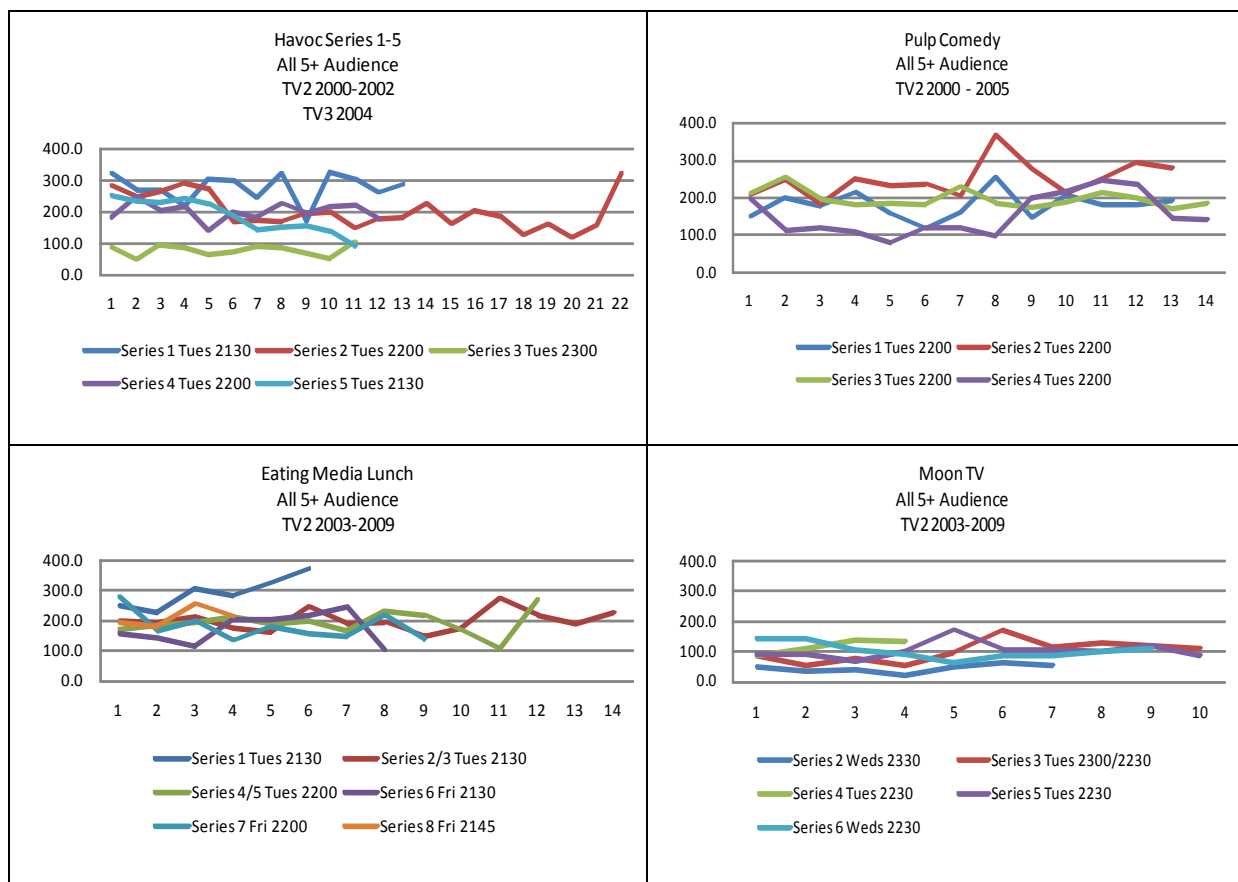 Havoc Series 1-5
All 5+ Audience
TV2 2000-2002
TV3 2004
400.0
300.0
200.0
100.0
0.0
1 2 3 4 5 6 7 8 9 10 11 12 13 14 15 16 17 18 19 20 21 22
Series 1 Tues 2130 Series 2 Tues 2200 Series 3 Tues 2300
Series 4 Tues 2200 Series 5 Tues 2130
Pulp Comedy
All 5+ Audience
TV2 2000 - 2005
400.0
300.0
200.0
100.0
0.0
1 2 3 4 5 6 7 8 9 10 11 12 13 14
Series 1 Tues 2200 Series 2 Tues 2200
Series 3 Tues 2200 Series 4 Tues 2200
Eating Media Lunch
All 5+ Audience
TV2 2003-2009
400.0
300.0
200.0
100.0
0.0
1 2 3 4 5 6 7 8 9 10 11 12 13 14
Series 1 Tues 2130 Series 2/3 Tues 2130
Series 4/5 Tues 2200 Series 6 Fri 2130
Series 7 Fri 2200 Series 8 Fri 2145
Moon TV
All 5+ Audience
TV2 2003-2009
400.0
300.0
200.0
100.0
0.0
1 2 3 4 5 6 7 8 9 10
Series 2 Weds 2330 Series 3 Tues 2300/2230
Series 4 Tues 2230 Series 5 Tues 2230
Series 6 Weds 2230